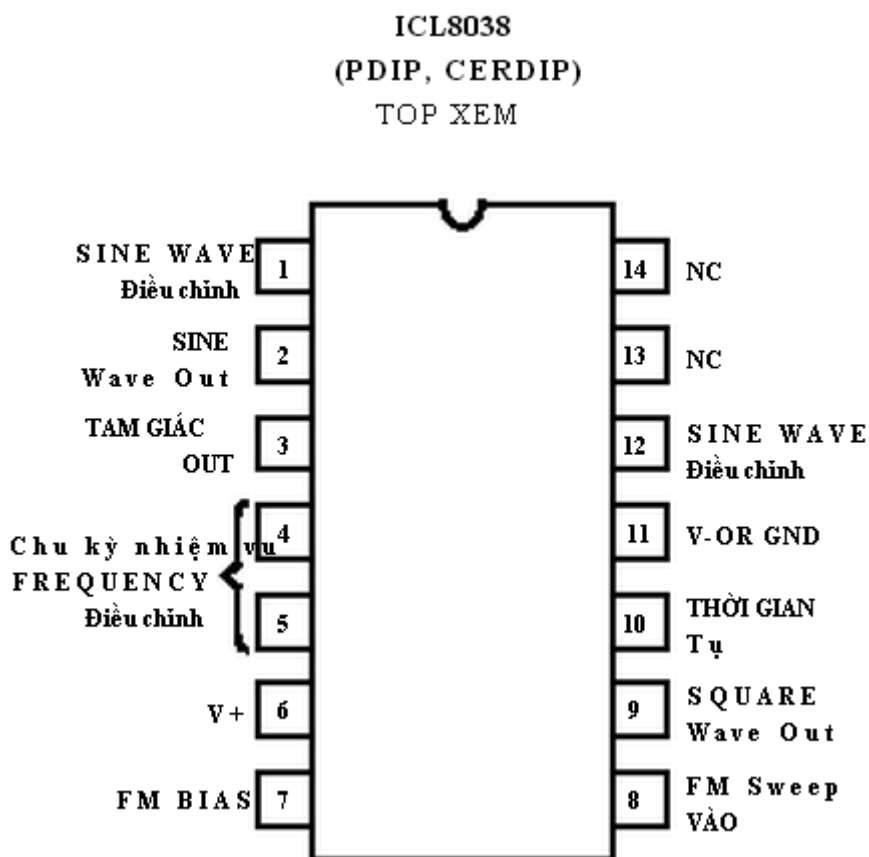 ICL8038
(PDIP, CERDIP)
TOP XEM
SINE WAVE
Điều chỉnh
1
SINE
Wave Out
2
TAM GIÁC
OUT
3
Chu kỳ nhiệm vụ
FREQUENCY
Điều chỉnh
4
5
V+
6
FM BIAS
7
14
NC
13
NC
12
SINE WAVE
Điều chỉnh
11
V-OR GND
10
THỜI GIAN
Tụ
9
SQUARE
Wave Out
8
FM Sweep
VÀO